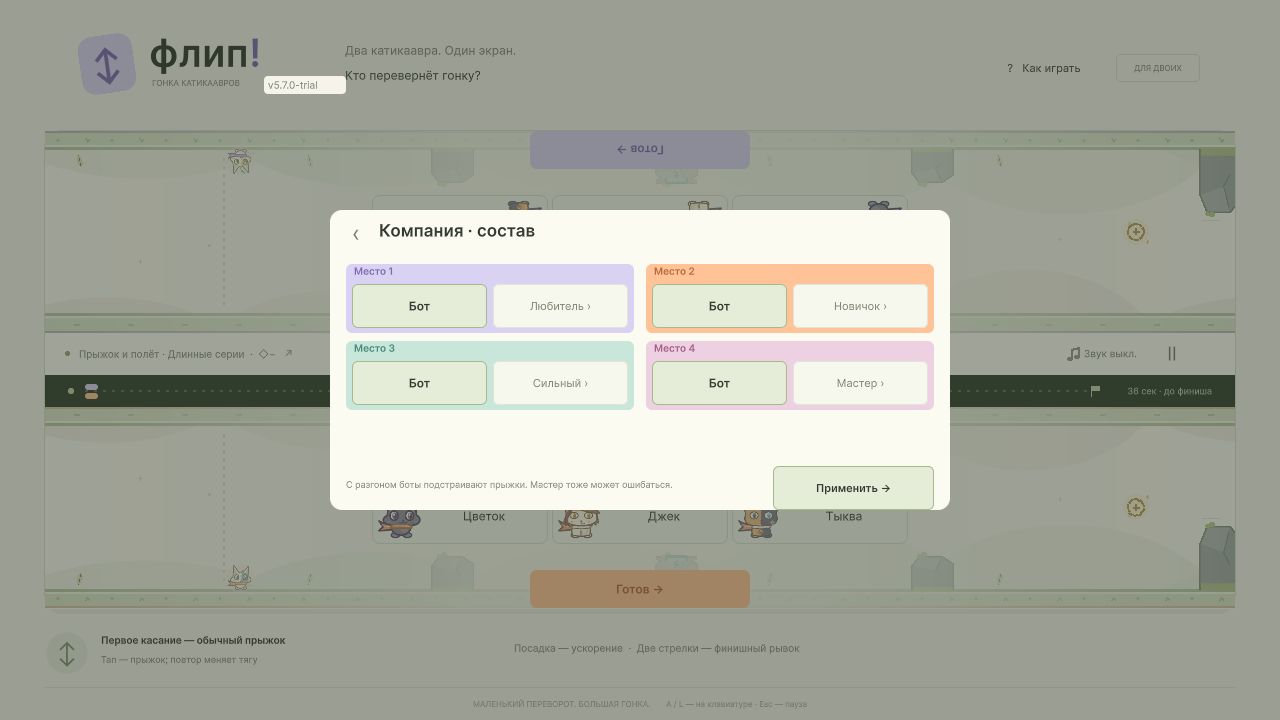 флип!
ГОНКА КАТИКААВРОВ
v5.7.0-trial
Два катикаавра. Один экран.
Кто перевернёт гонку?
? Как играть
ДЛЯ ДВОИХ
Готов →
Компания · состав
Место 1
Бот
Любитель ›
Место 2
Бот
Новичок ›
Место 3
Бот
Сильный ›
Место 4
Бот
Мастер ›
С разгоном боты подстраивают прыжки. Мастер тоже может ошибаться.
Применить →
Прыжок и полёт · Длинные серии ·
Звук выкл.
36 сек · до финиша
Цветок
Джек
Тыква
Готов →
Первое касание — обычный прыжок
Тап — прыжок; повтор меняет тягу
Посадка — ускорение · Две стрелки — финишный рывок
МАЛЕНЬКИЙ ПЕРЕВОРОТ. БОЛЬШАЯ ГОНКА.
A / L — на клавиатуре · Esc — пауза